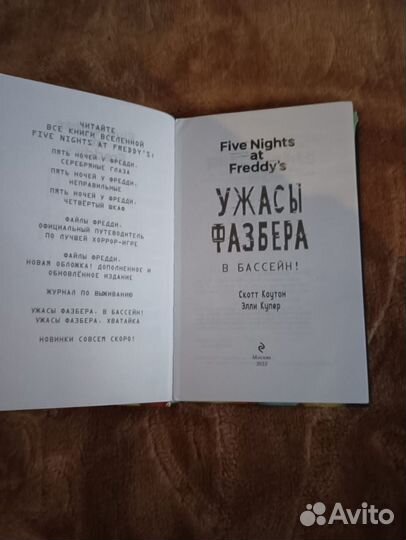 ЧИТАЙТЕ
ВСЕ КНИГИ ВСЕЛЕННОЙ
FIVE NIGHTS AT FREDDY'S:
ПЯТЬ НОЧЕЙ У ФРЕДДИ.
СЕРЕБРЯНЫЕ ГЛАЗА
ПЯТЬ НОЧЕЙ У ФРЕДДИ.
НЕПРАВИЛЬНЫЕ
ПЯТЬ НОЧЕЙ У ФРЕДДИ.
ЧЕТВЁРТЫЙ ШКАФ
ФАЙЛЫ ФРЕДДИ.
ОФИЦИАЛЬНЫЙ ПУТЕВОДИТЕЛЬ
ПО ЛУЧШЕЙ ХОРРОР-ИГРЕ
ФАЙЛЫ ФРЕДДИ.
НОВАЯ ОБЛОЖКА! ДОПОЛНЕННОЕ И
ОБНОВЛЁННОЕ ИЗДАНИЕ
ЖУРНАЛ ПО ВЫЖИВАНИЮ
УЖАСЫ ФАЗБЕРА. В БАССЕЙН!
УЖАСЫ ФАЗБЕРА. ХВАТАЙКА
НОВИНКИ СОВСЕМ СКОРО!
Five Nights
at
Freddy's
УЖАСЫ
ФАЗБЕРА
В БАССЕЙН!
Скотт Коутон
Элли Купер
Москва
2022
Avito